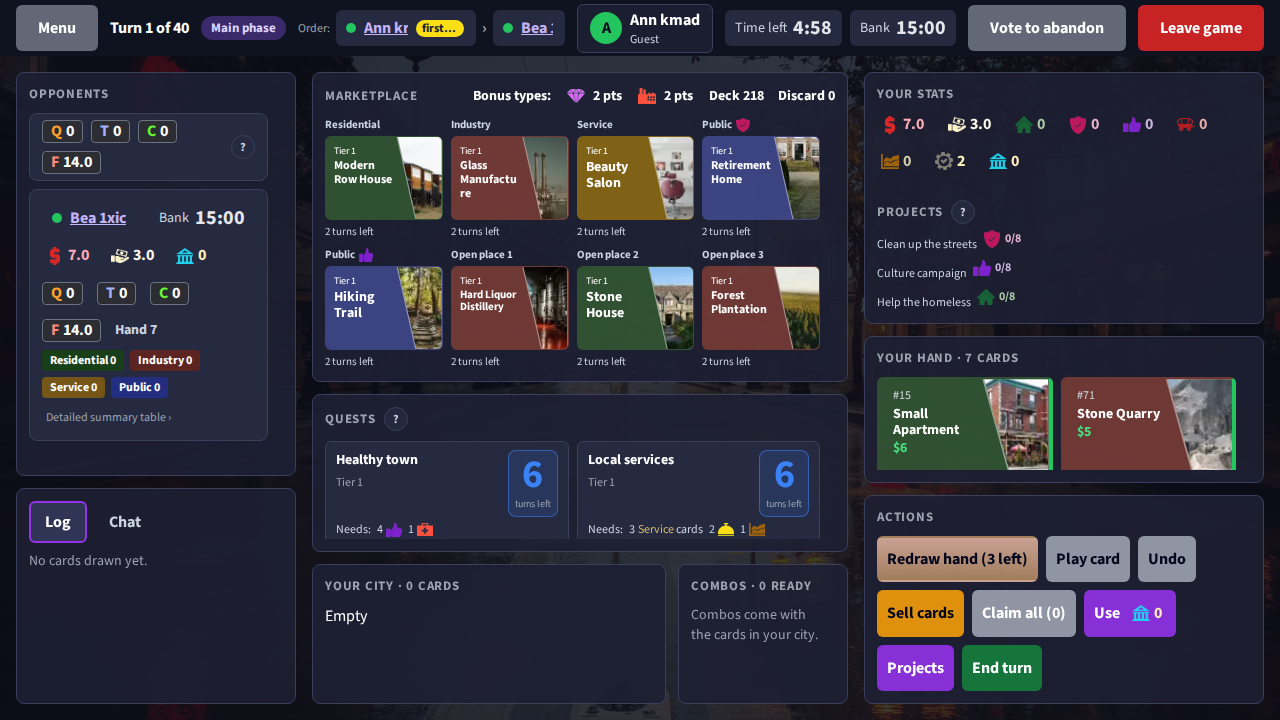 Menu
Turn 1 of 40
Main phase
Order:
Ann kr
first...
›
Bea 1
A
Ann kmad
Guest
Time left 4:58
Bank 15:00
Vote to abandon
Leave game
OPPONENTS
Q 0
T 0
C 0
F 14.0
?
Bea 1xic
Bank 15:00
7.0
3.0
0
Q 0
T 0
C 0
F 14.0
Hand 7
Residential 0
Industry 0
Service 0
Public 0
Detailed summary table ›
Log
Chat
No cards drawn yet.
MARKETPLACE
Bonus types:
2 pts
2 pts
Deck 218
Discard 0
Residential
Industry
Service
Public
Tier 1
Modern
Row House
Tier 1
Glass
Manufactu
re
Tier 1
Beauty
Salon
Tier 1
Retirement
Home
2 turns left
2 turns left
2 turns left
2 turns left
Public
Open place 1
Open place 2
Open place 3
Tier 1
Hiking
Trail
Tier 1
Hard Liquor
Distillery
Tier 1
Stone
House
Tier 1
Forest
Plantation
2 turns left
2 turns left
2 turns left
2 turns left
QUESTS
?
Healthy town
Tier 1
6
turns left
Needs: 4 1
Local services
Tier 1
6
turns left
Needs: 3 Service cards 2 1
YOUR CITY · 0 CARDS
Empty
COMBOS · 0 READY
Combos come with
the cards in your city.
YOUR STATS
7.0
3.0
0
0
0
0
0
2
0
PROJECTS
?
Clean up the streets 0/8
Culture campaign 0/8
Help the homeless 0/8
YOUR HAND · 7 CARDS
#15
Small
Apartment
$6
#71
Stone Quarry
$5
ACTIONS
Redraw hand (3 left)
Play card
Undo
Sell cards
Claim all (0)
Use 0
Projects
End turn